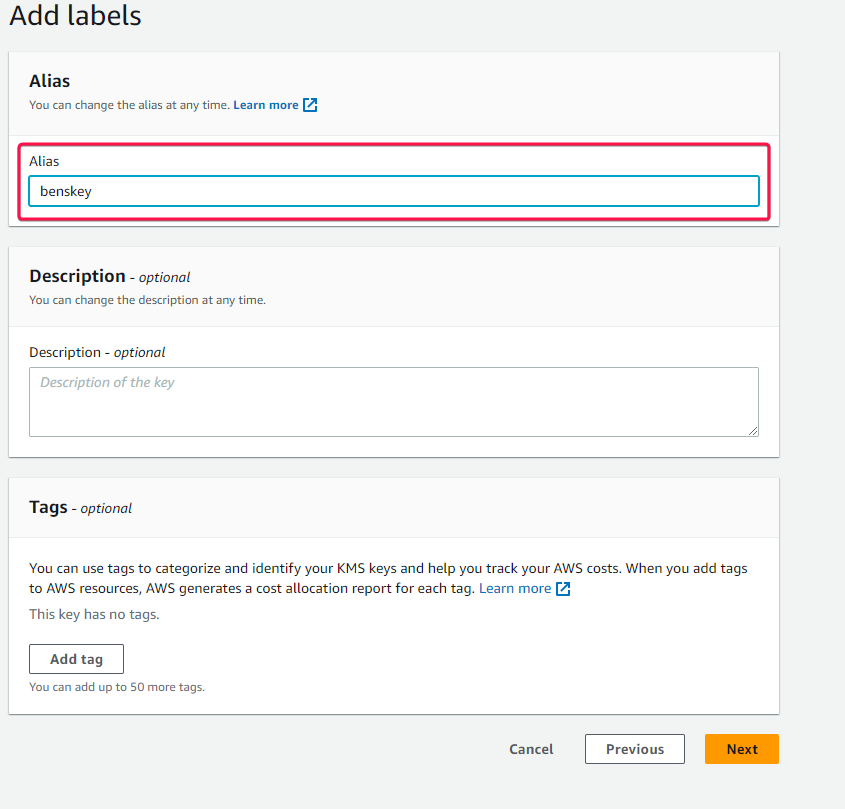 Add labels
Alias
You can change the alias at any time. Learn more
Alias
benskey
Description - optional
You can change the description at any time.
Description - optional
Description of the key
Tags - optional
You can use tags to categorize and identify your KMS keys and help you track your AWS costs. When you add tags
to AWS resources, AWS generates a cost allocation report for each tag. Learn more
This key has no tags.
Add tag
You can add up to 50 more tags.
Cancel Previous Next